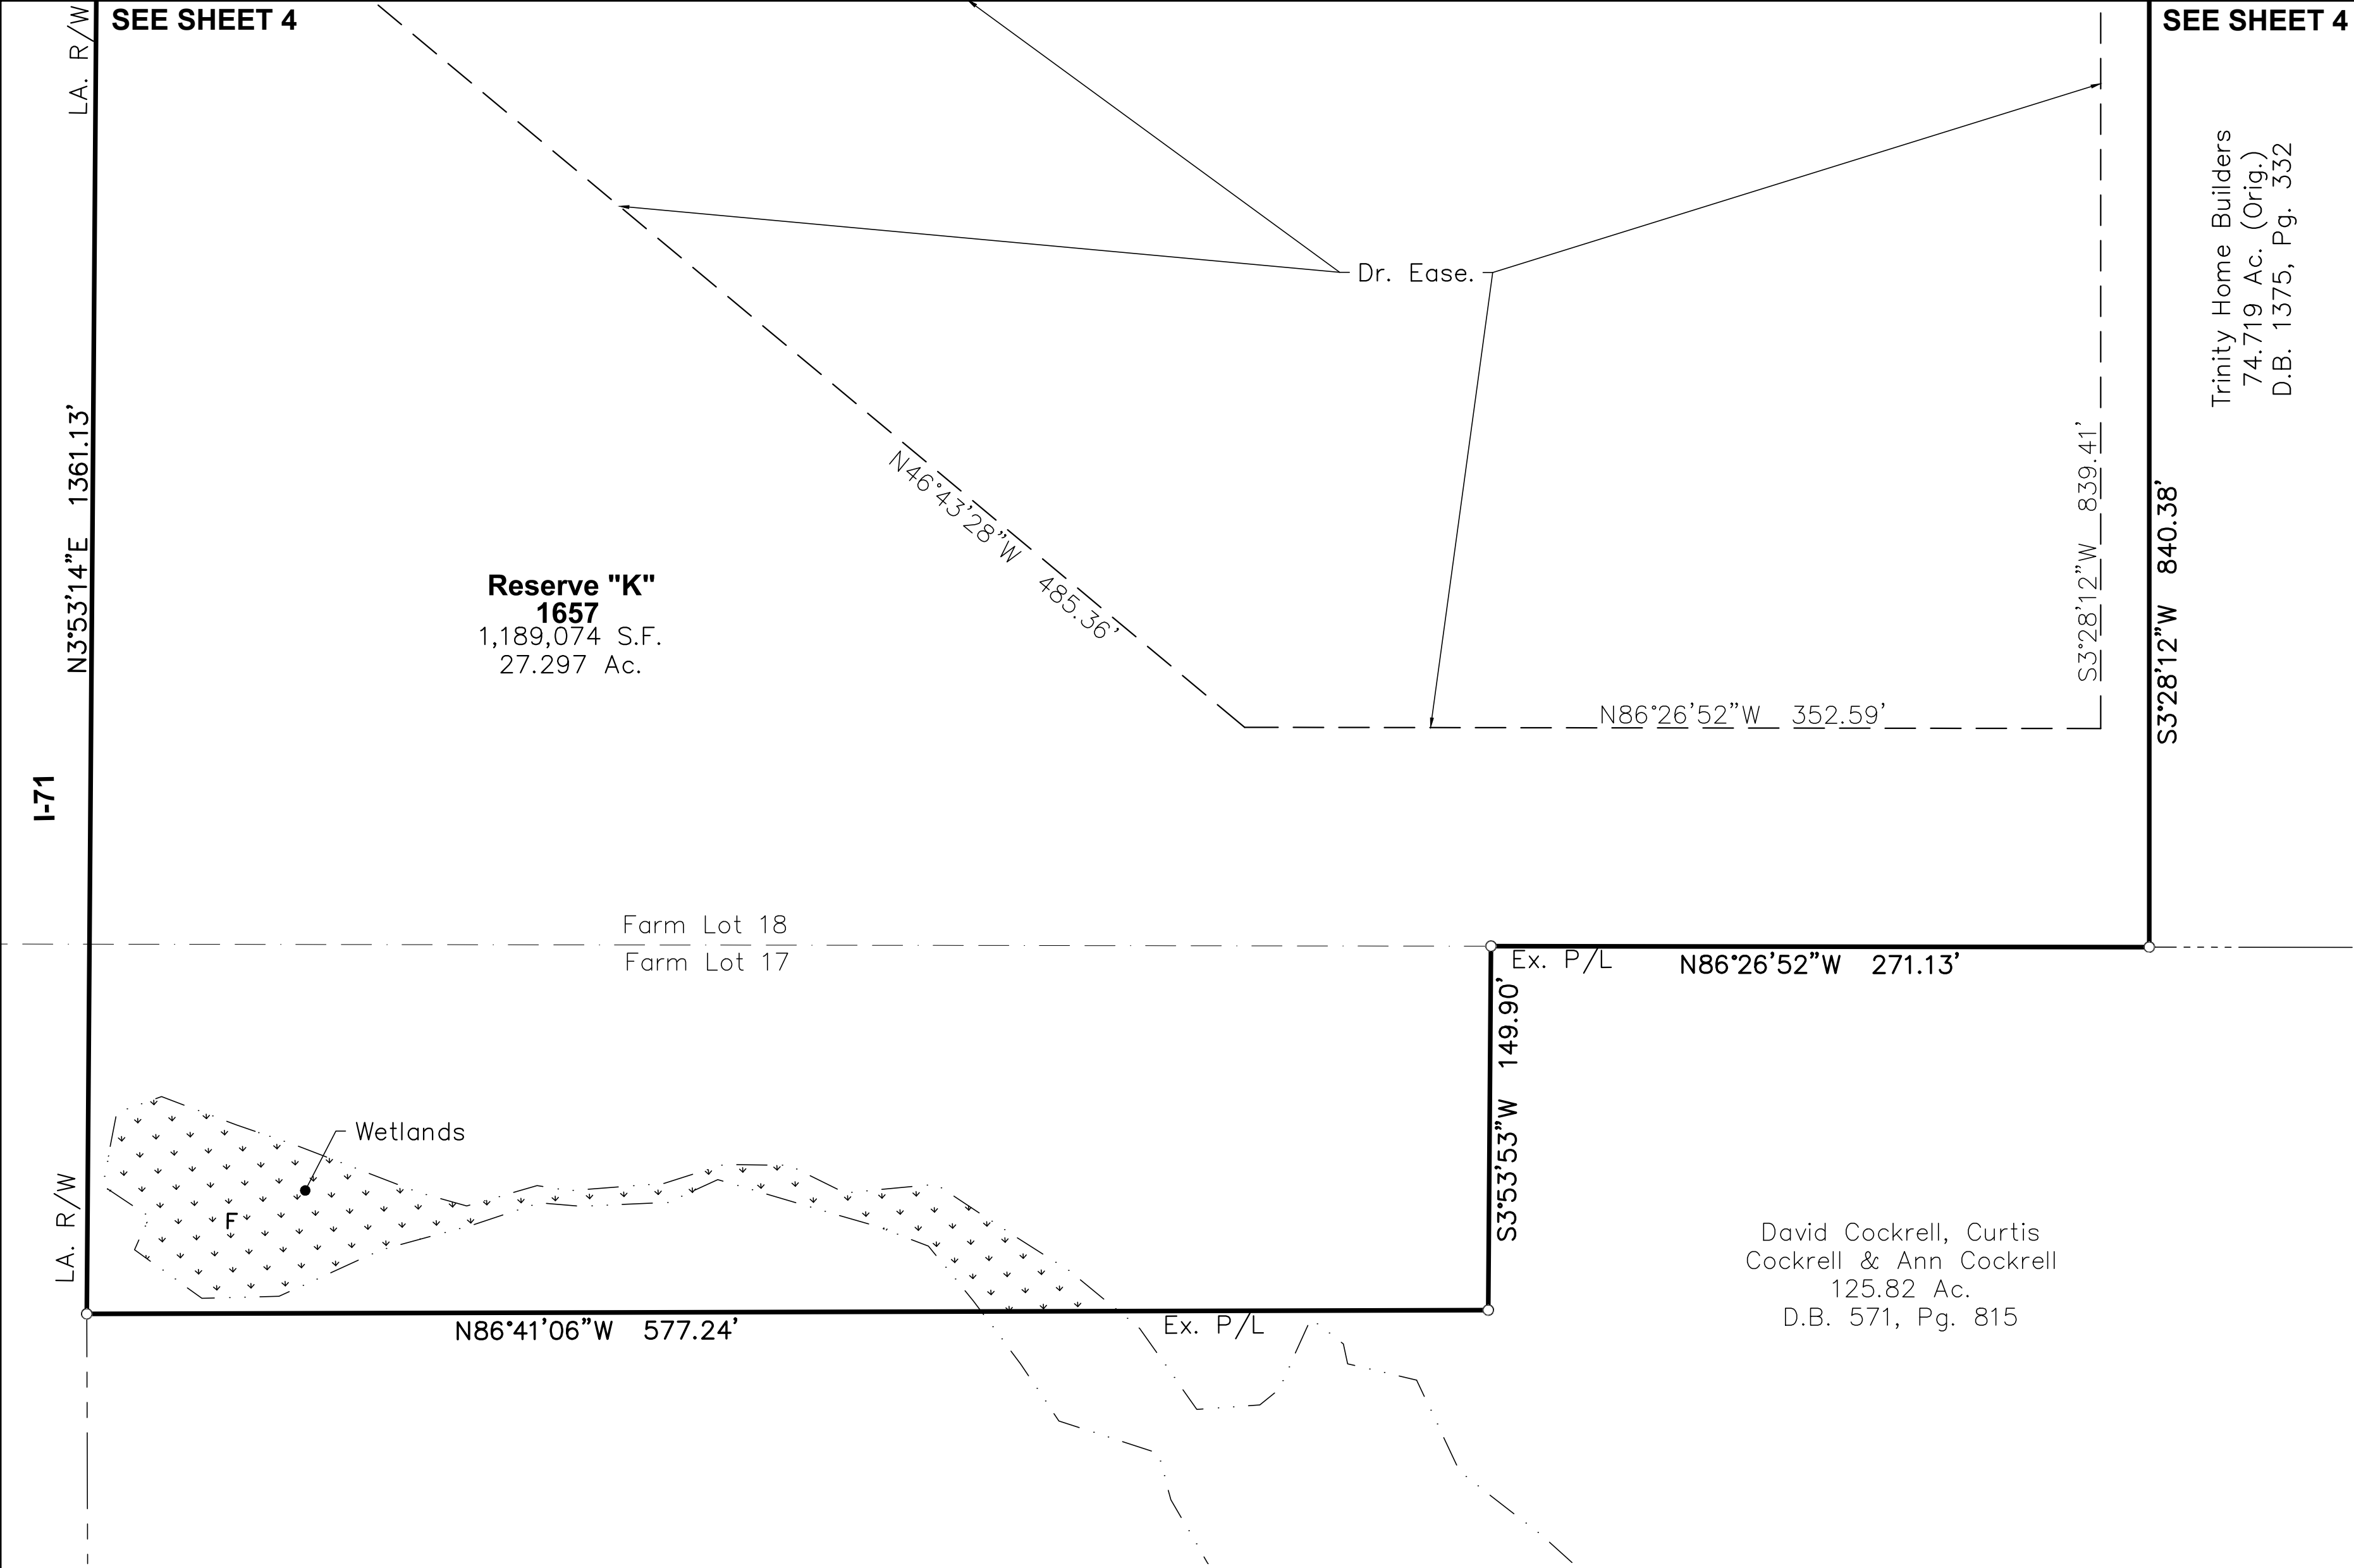 SEE SHEET 4
SEE SHEET 4
LA. R/W
Trinity Home Builders
74.719 Ac. (Orig.)
D.B. 1375, Pg. 332
Dr. Ease.
N3°53'14"E 1361.13'
N46°43'28"W 485.36'
S3°28'12"W 839.41'
S3°28'12"W 840.38'
Reserve "K"
1657
1,189,074 S.F.
27.297 Ac.
N86°26'52"W 352.59'
I-71
Farm Lot 18
Farm Lot 17
Ex. P/L
N86°26'52"W 271.13'
S3°53'53"W 149.90'
Wetlands
F
LA. R/W
N86°41'06"W 577.24'
Ex. P/L
David Cockrell, Curtis
Cockrell & Ann Cockrell
125.82 Ac.
D.B. 571, Pg. 815